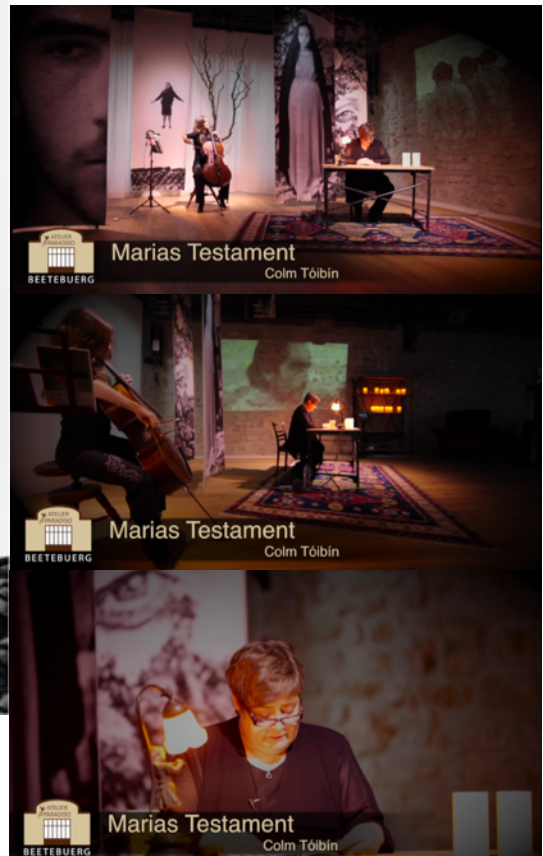 ATELIER
PARADISO
BEETEBUERG
Marias Testament
Colm Tóibín
ATELIER
PARADISO
BEETEBUERG
Marias Testament
Colm Tóibín
ATELIER
PARADISO
BEETEBUERG
Marias Testament
Colm Tóibín